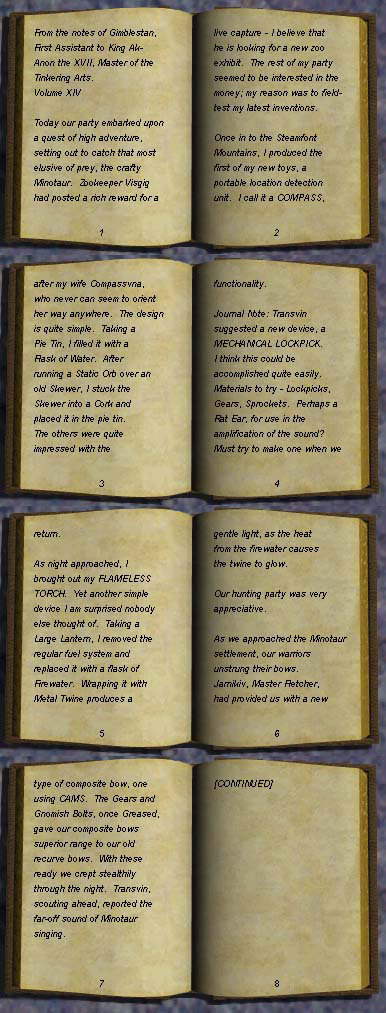 From the notes of Gimblestan,
First Assistant to King Ak-
Anon the XVII, Master of the
Tinkering Arts.
Volume XIV
Today our party embarked upon
a quest of high adventure,
setting out to catch that most
elusive of prey, the crafty
Minotaur.  Zookeeper Visgig
had posted a rich reward for a
1
live capture - I believe that
he is looking for a new zoo
exhibit.  The rest of my party
seemed to be interested in the
money; my reason was to field-
test my latest inventions.
Once in to the Steamfont
Mountains, I produced the
first of my new toys, a
portable location detection
unit.  I call it a COMPASS,
2
after my wife Compassvna,
who never can seem to orient
her way anywhere.  The design
is quite simple.  Taking a
Pie Tin, I filled it with a
Flask of Water.  After
running a Static Orb over an
old Skewer, I stuck the
Skewer into a Cork and
placed it in the pie tin.
The others were quite
impressed with the
3
functionality.
Journal Note: Transvin
suggested a new device, a
MECHANICAL LOCKPICK.
I think this could be
accomplished quite easily.
Materials to try - Lockpicks,
Gears, Sprockets.  Perhaps a
Rat Ear, for use in the
amplification of the sound?
Must try to make one when we
4
return.
As night approached, I
brought out my FLAMELESS
TORCH.  Yet another simple
device I am surprised nobody
else thought of.  Taking a
Large Lantern, I removed the
regular fuel system and
replaced it with a flask of
Firewater.  Wrapping it with
Metal Twine produces a
5
gentle light, as the heat
from the firewater causes
the twine to glow.
Our hunting party was very
appreciative.
As we approached the Minotaur
settlement, our warriors
unstrung their bows.
Jarnikiv, Master Fletcher,
had provided us with a new
6
type of composite bow, one
using CAMS.  The Gears and
Gnomish Bolts, once Greased,
gave our composite bows
superior range to our old
recurve bows.  With these
ready we crept stealthily
through the night.  Transvin,
scouting ahead, reported the
far-off sound of Minotaur
singing.
7
[CONTINUED]
8